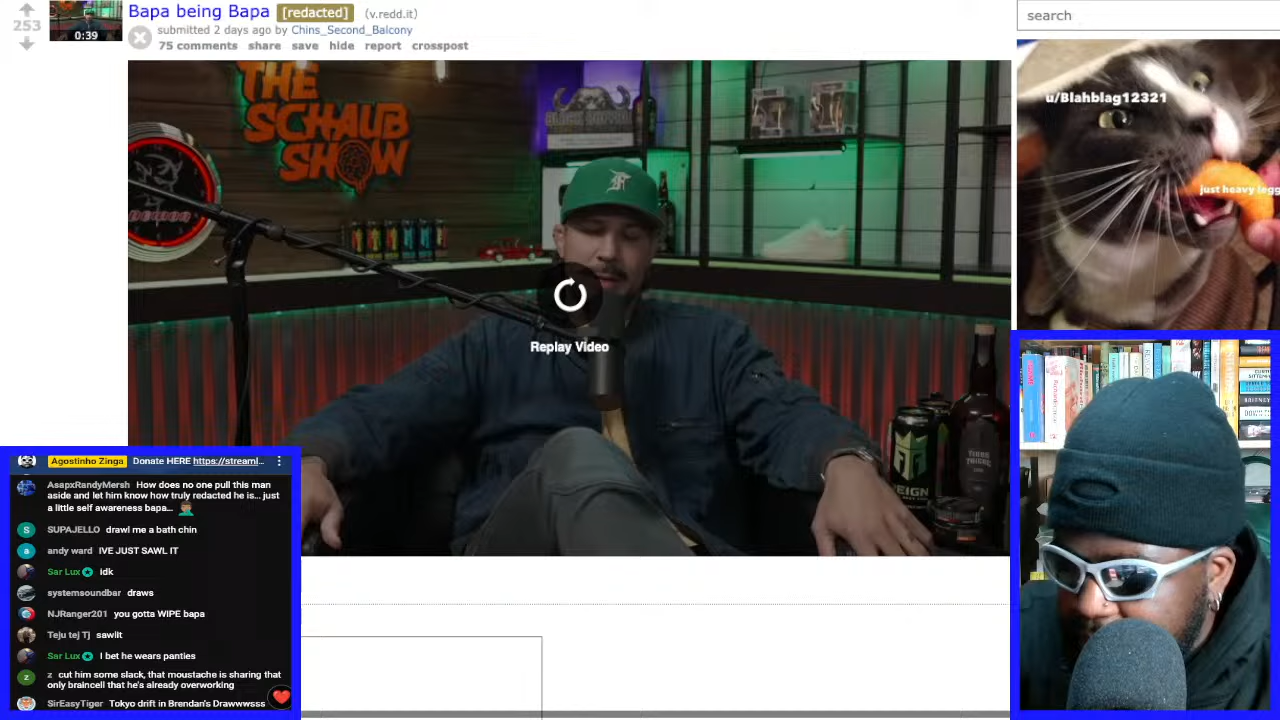 253
0:39
Bapa being Bapa [redacted] (v.redd.it)
submitted 2 days ago by Chins_Second_Balcony
75 comments share save hide report crosspost
search
u/Blahblag12321
just heavy legg
THE
SCHAUB
SHOW
Replay Video
REIGN
Agostinho Zinga Donate HERE https://streaml...
AsapxRandyMersh How does no one pull this man
aside and let him know how truly redacted he is... just
a little self awareness bapa...
S SUPAJELLO drawl me a bath chin
a andy ward IVE JUST SAWL IT
Sar Lux idk
systemsoundbar draws
NJRanger201 you gotta WIPE bapa
Teju tej Tj sawlit
Sar Lux I bet he wears panties
z z cut him some slack, that moustache is sharing that
only braincell that he's already overworking
SirEasyTiger Tokyo drift in Brendan's Drawwwsss